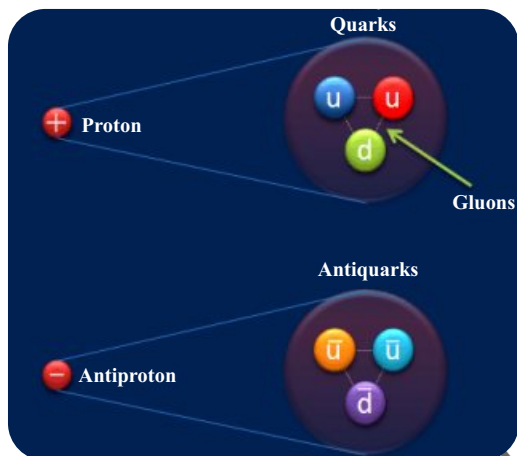 Quarks
u u
+ Proton
d
Gluons
Antiquarks
ū ū
− Antiproton
d̄